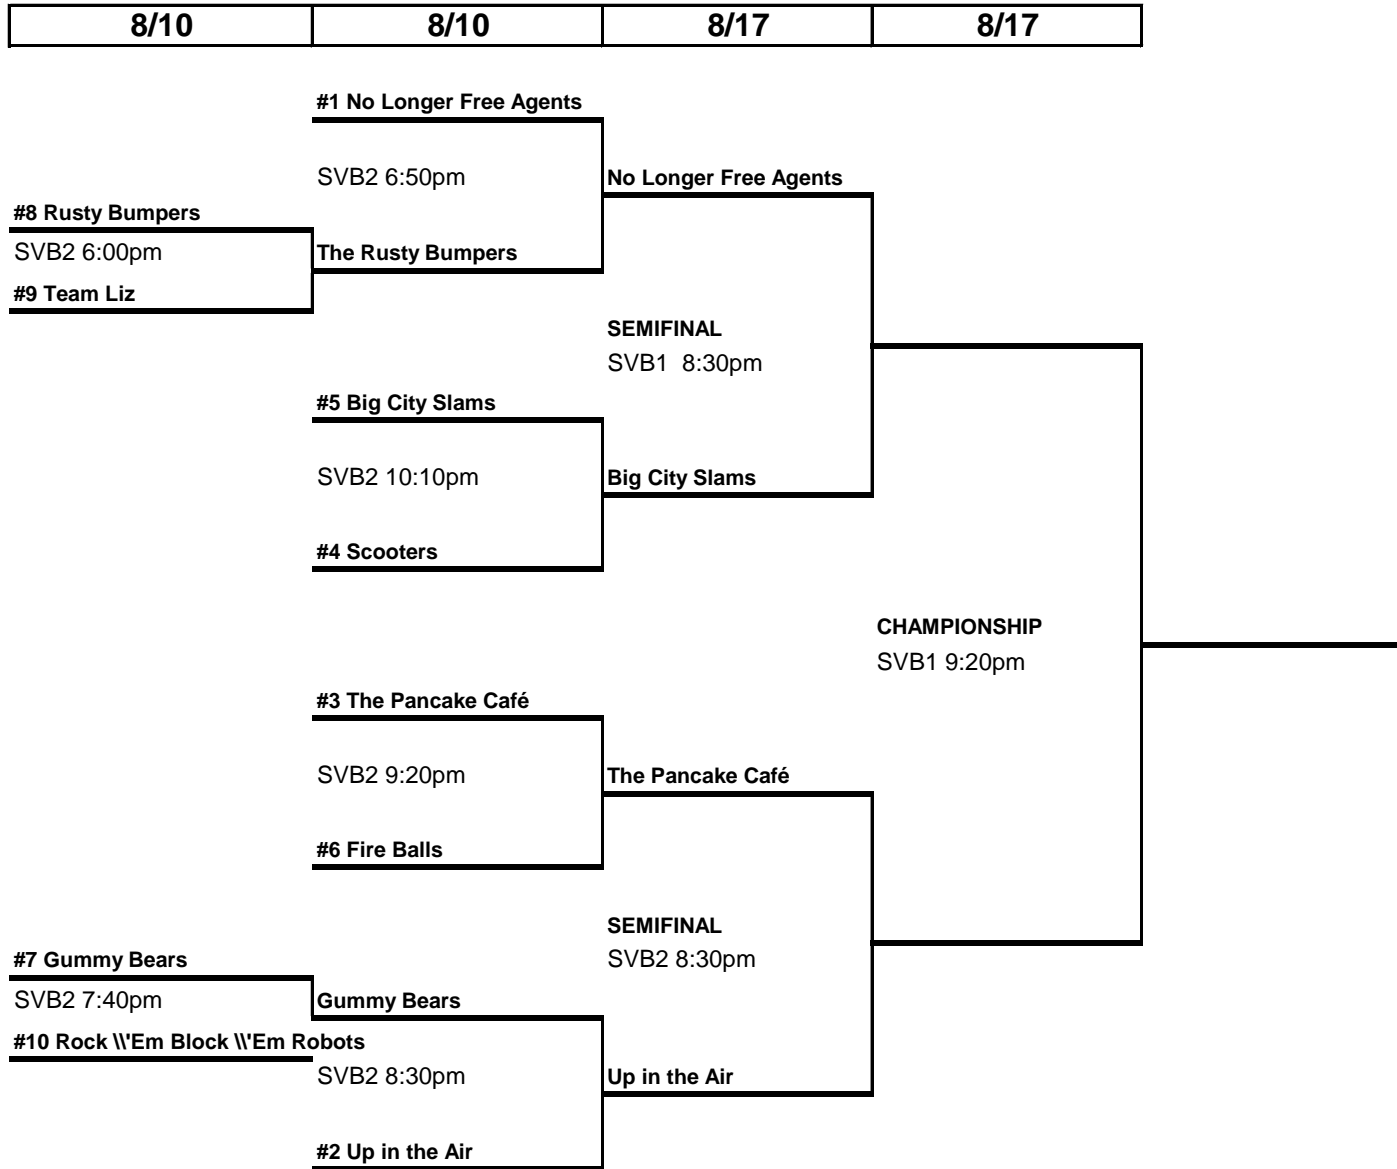 8/10 8/10 8/17 8/17
#1 No Longer Free Agents
SVB2 6:50pm
No Longer Free Agents
#8 Rusty Bumpers
SVB2 6:00pm
The Rusty Bumpers
#9 Team Liz
SEMIFINAL
SVB1 8:30pm
#5 Big City Slams
SVB2 10:10pm
Big City Slams
#4 Scooters
CHAMPIONSHIP
SVB1 9:20pm
#3 The Pancake Café
SVB2 9:20pm
The Pancake Café
#6 Fire Balls
SEMIFINAL
SVB2 8:30pm
#7 Gummy Bears
SVB2 7:40pm
Gummy Bears
#10 Rock \\'Em Block \\'Em Robots
SVB2 8:30pm
Up in the Air
#2 Up in the Air